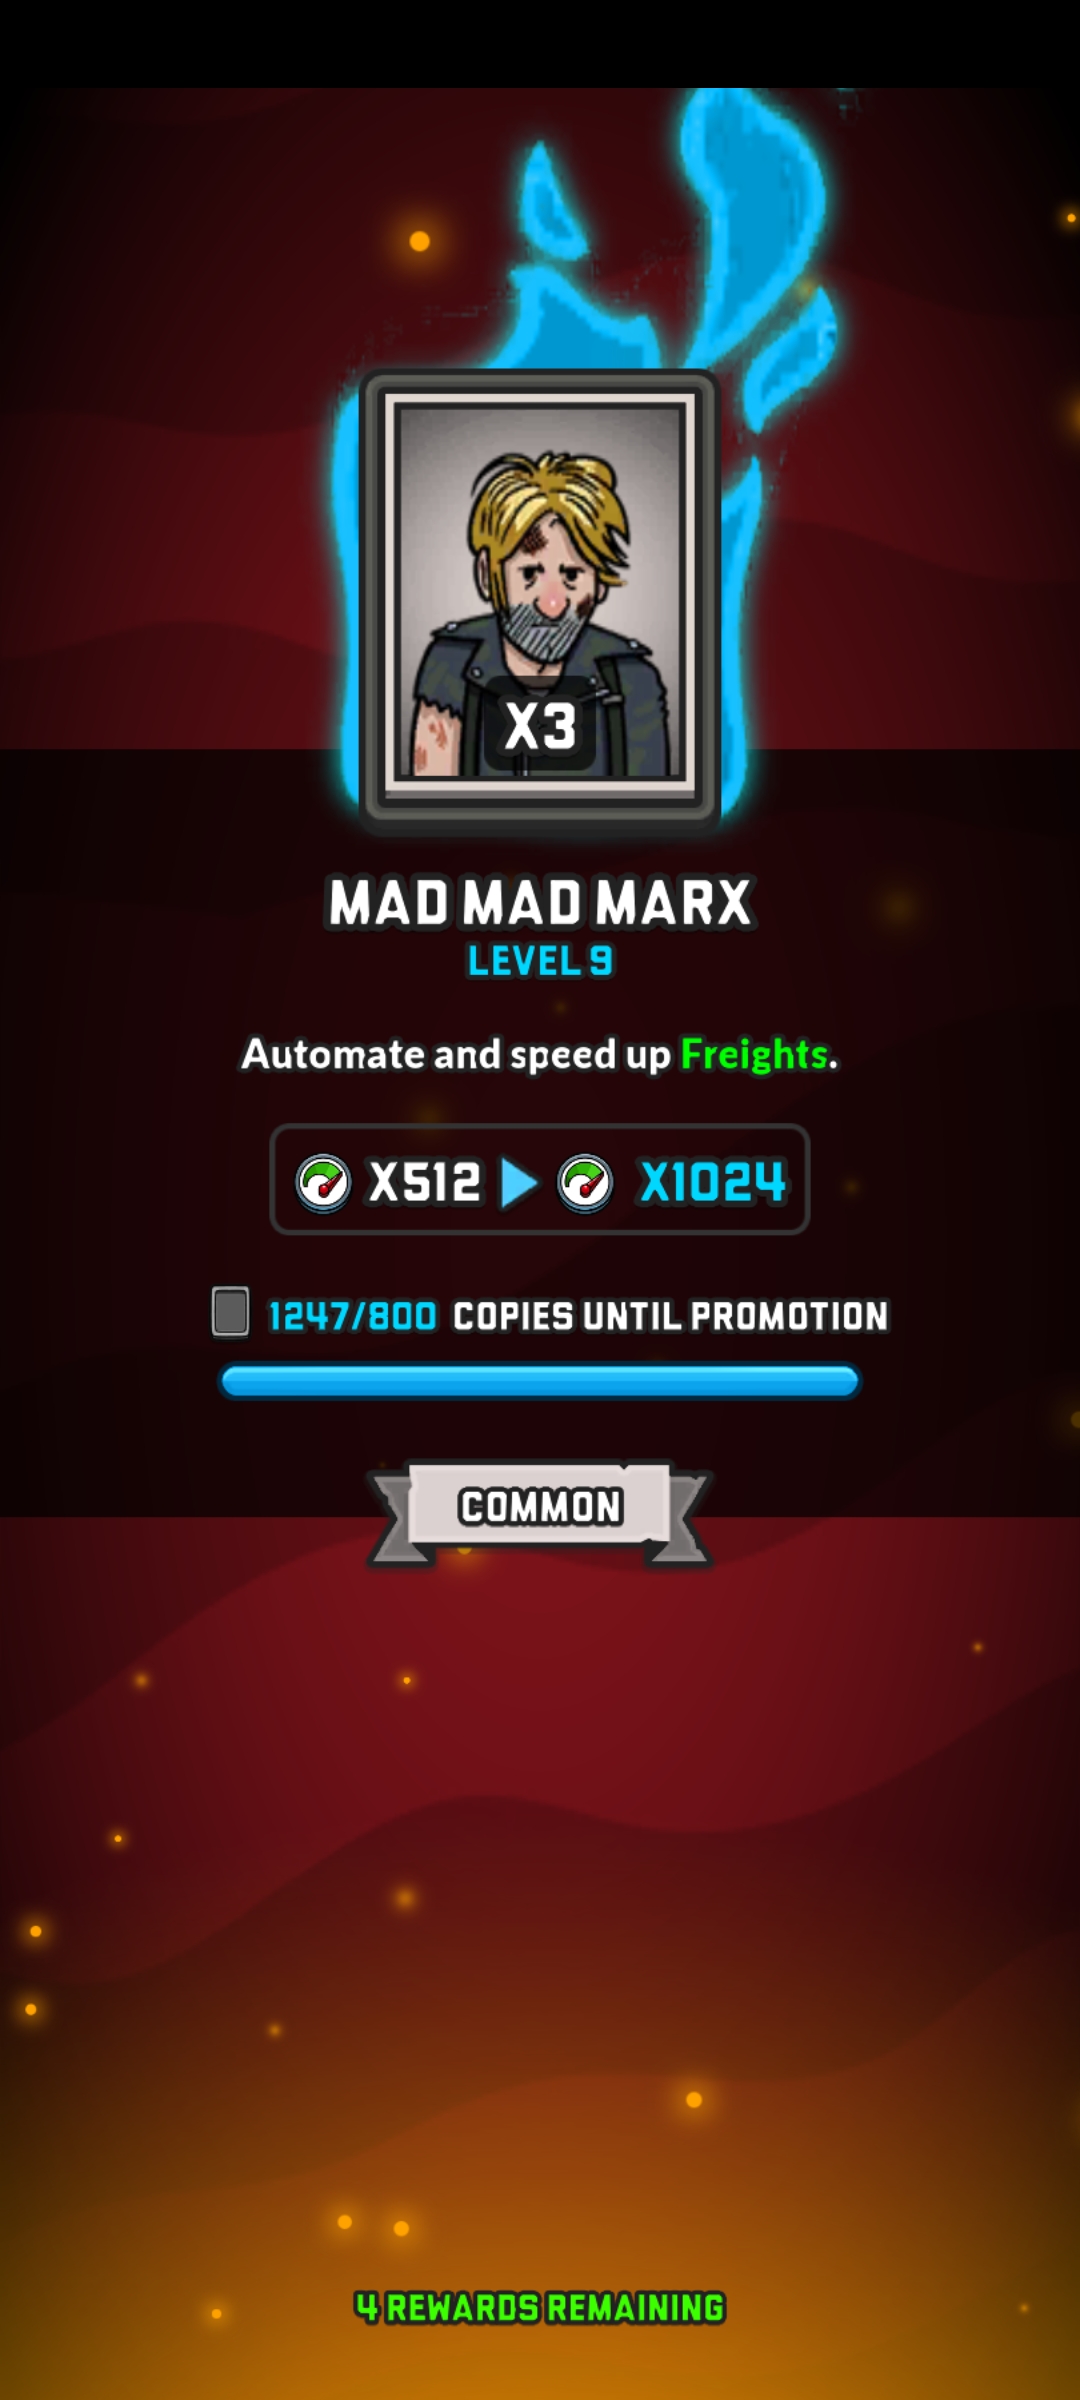 X3
MAD MAD MARX
LEVEL 9
Automate and speed up Freights.
X512 X1024
1247/800 COPIES UNTIL PROMOTION
COMMON
4 REWARDS REMAINING